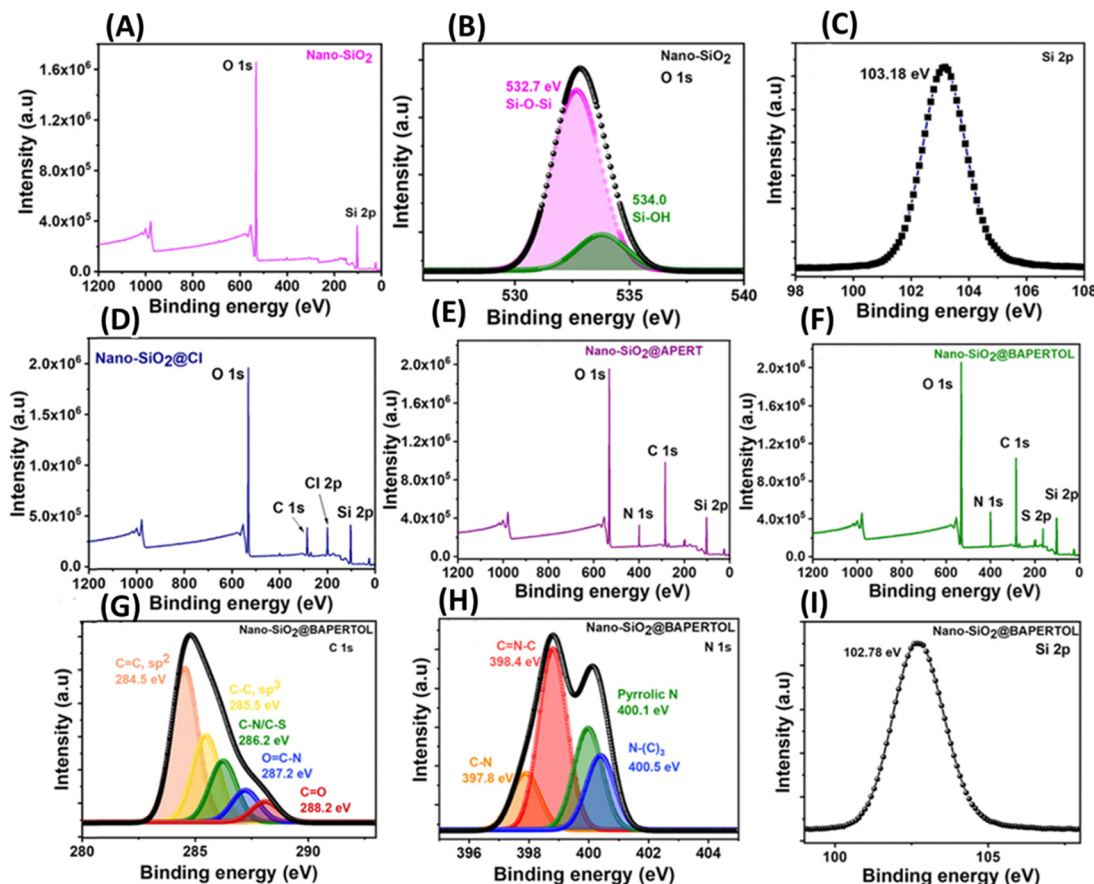 (A)
Nano-SiO2
O 1s
Si 2p
1.6x10^6
1.2x10^6
8.0x10^5
4.0x10^5
0.0
1200 1000 800 600 400 200 0
Intensity (a.u)
Binding energy (eV)
(B)
Nano-SiO2
O 1s
532.7 eV
Si-O-Si
534.0
Si-OH
530 535 540
Intensity (a.u)
Binding energy (eV)
(C)
Si 2p
103.18 eV
98 100 102 104 106 108
Intensity (a.u)
Binding energy (eV)
(D)
Nano-SiO2@Cl
O 1s
Cl 2p
C 1s
Si 2p
2.0x10^6
1.5x10^6
1.0x10^6
5.0x10^5
0.0
1200 1000 800 600 400 200 0
Intensity (a.u)
Binding energy (eV)
(E)
Nano-SiO2@APERT
O 1s
C 1s
N 1s
Si 2p
2.0x10^6
1.6x10^6
1.2x10^6
8.0x10^5
4.0x10^5
0.0
1200 1000 800 600 400 200 0
Intensity (a.u)
Binding energy (eV)
(F)
Nano-SiO2@BAPERTOL
O 1s
C 1s
N 1s
S 2p
Si 2p
2.0x10^6
1.6x10^6
1.2x10^6
8.0x10^5
4.0x10^5
0.0
1200 1000 800 600 400 200 0
Intensity (a.u)
Binding energy (eV)
(G)
Nano-SiO2@BAPERTOL
C 1s
C=C, sp2
284.5 eV
C-C, sp3
285.5 eV
C-N/C-S
286.2 eV
O=C-N
287.2 eV
C=O
288.2 eV
280 285 290
Intensity (a.u)
Binding energy (eV)
(H)
Nano-SiO2@BAPERTOL
N 1s
C=N-C
398.4 eV
Pyrrolic N
400.1 eV
C-N
397.8 eV
N-(C)3
400.5 eV
396 398 400 402 404
Intensity (a.u)
Binding energy (eV)
(I)
Nano-SiO2@BAPERTOL
Si 2p
102.78 eV
100 105
Intensity (a.u)
Binding energy (eV)